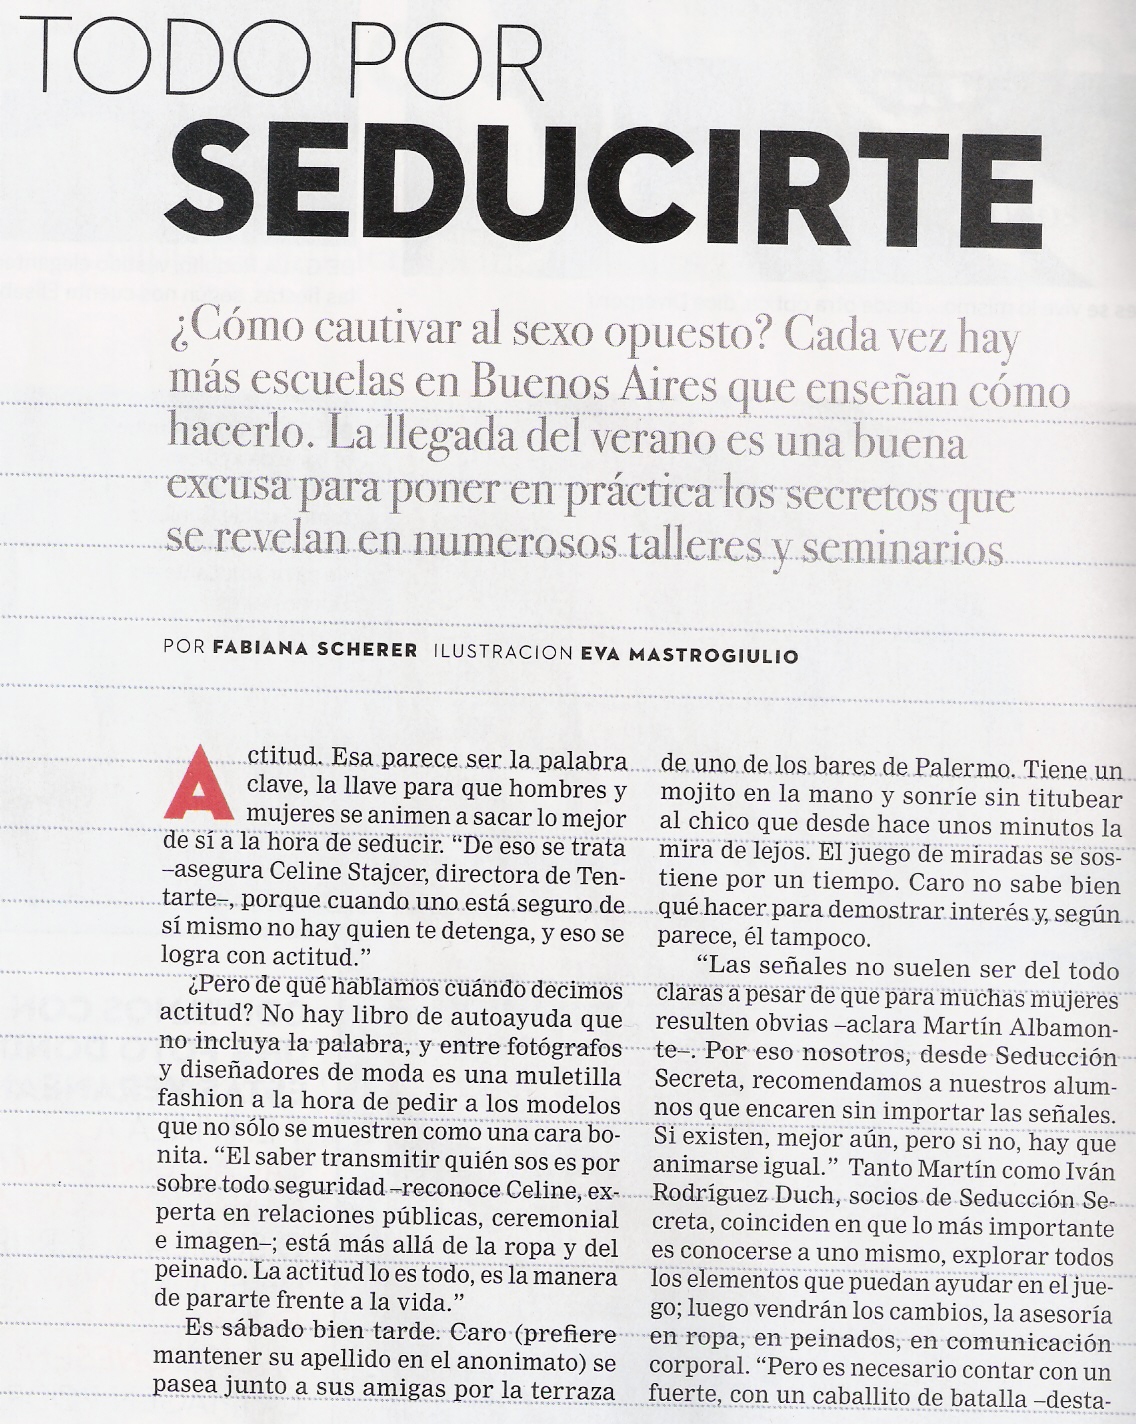 TODO POR
SEDUCIRTE
¿Cómo cautivar al sexo opuesto? Cada vez hay
más escuelas en Buenos Aires que enseñan cómo
hacerlo. La llegada del verano es una buena
excusa para poner en práctica los secretos que
se revelan en numerosos talleres y seminarios
POR FABIANA SCHERER ILUSTRACION EVA MASTROGIULIO
Actitud. Esa parece ser la palabra
clave, la llave para que hombres y
mujeres se animen a sacar lo mejor
de sí a la hora de seducir. “De eso se trata
–asegura Celine Stajcer, directora de Ten-
tarte–, porque cuando uno está seguro de
sí mismo no hay quien te detenga, y eso se
logra con actitud.”
¿Pero de qué hablamos cuándo decimos
actitud? No hay libro de autoayuda que
no incluya la palabra, y entre fotógrafos
y diseñadores de moda es una muletilla
fashion a la hora de pedir a los modelos
que no sólo se muestren como una cara bo-
nita. “El saber transmitir quién sos es por
sobre todo seguridad –reconoce Celine, ex-
perta en relaciones públicas, ceremonial
e imagen–; está más allá de la ropa y del
peinado. La actitud lo es todo, es la manera
de pararte frente a la vida.”
Es sábado bien tarde. Caro (prefiere
mantener su apellido en el anonimato) se
pasea junto a sus amigas por la terraza
de uno de los bares de Palermo. Tiene un
mojito en la mano y sonríe sin titubear
al chico que desde hace unos minutos la
mira de lejos. El juego de miradas se sos-
tiene por un tiempo. Caro no sabe bien
qué hacer para demostrar interés y, según
parece, él tampoco.
“Las señales no suelen ser del todo
claras a pesar de que para muchas mujeres
resulten obvias –aclara Martín Albamon-
te–. Por eso nosotros, desde Seducción
Secreta, recomendamos a nuestros alum-
nos que encaren sin importar las señales.
Si existen, mejor aún, pero si no, hay que
animarse igual.” Tanto Martín como Iván
Rodríguez Duch, socios de Seducción Se-
creta, coinciden en que lo más importante
es conocerse a uno mismo, explorar todos
los elementos que puedan ayudar en el jue-
go; luego vendrán los cambios, la asesoría
en ropa, en peinados, en comunicación
corporal. “Pero es necesario contar con un
fuerte, con un caballito de batalla –desta-